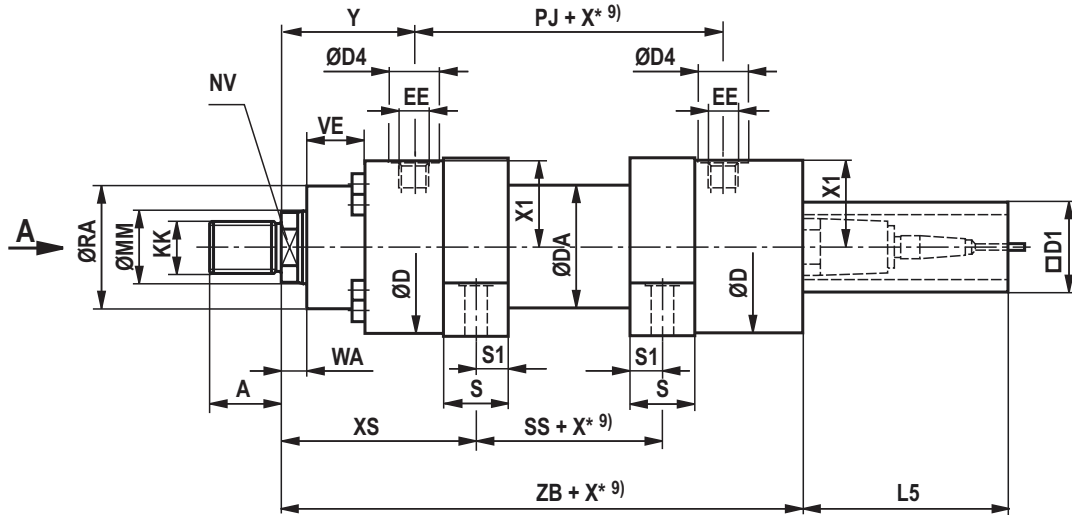 Y PJ + X* 9)
ØD4 ØD4
NV EE EE
VE
A ØRA ØMM KK X1 ØDA X1 □D1
ØD ØD
WA S1 S1
A S S
XS SS + X* 9)
ZB + X* 9) L5